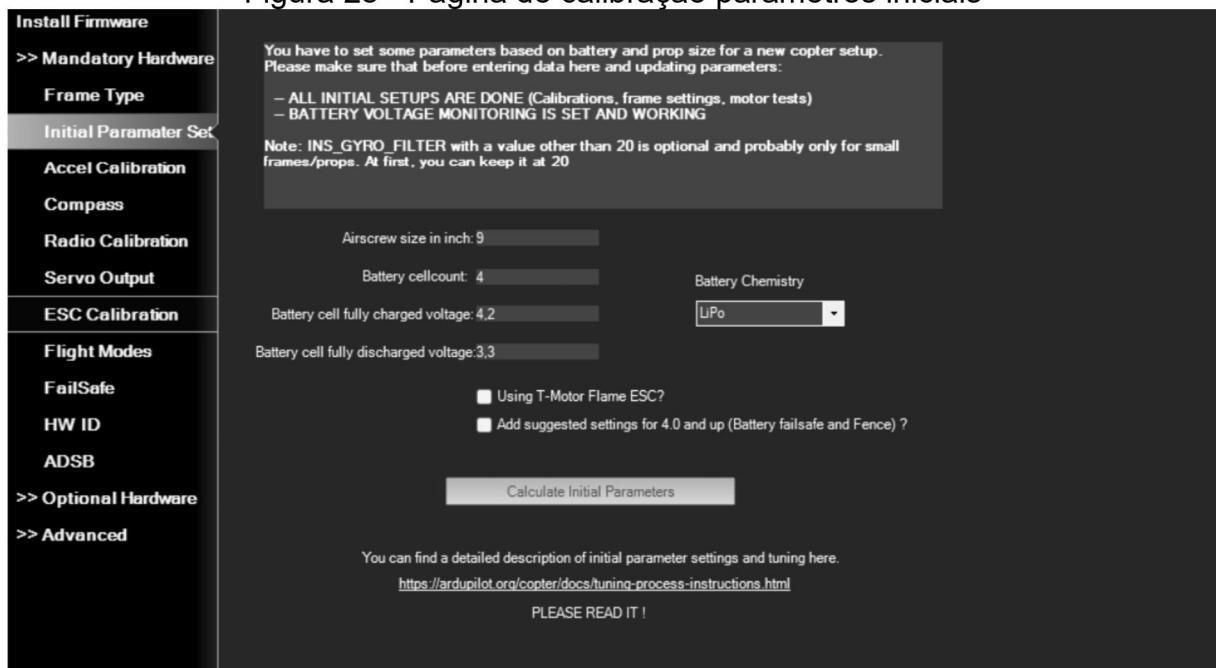 Figura 28 - Página de calibração parâmetros iniciais
Install Firmware
>> Mandatory Hardware
Frame Type
Initial Paramater Set
Accel Calibration
Compass
Radio Calibration
Servo Output
ESC Calibration
Flight Modes
FailSafe
HW ID
ADSB
>> Optional Hardware
>> Advanced
You have to set some parameters based on battery and prop size for a new copter setup.
Please make sure that before entering data here and updating parameters:
– ALL INITIAL SETUPS ARE DONE (Calibrations, frame settings, motor tests)
– BATTERY VOLTAGE MONITORING IS SET AND WORKING
Note: INS_GYRO_FILTER with a value other than 20 is optional and probably only for small
frames/props. At first, you can keep it at 20
Airscrew size in inch: 9
Battery cellcount: 4
Battery Chemistry
Battery cell fully charged voltage: 4,2
LiPo
Battery cell fully discharged voltage: 3,3
Using T-Motor Flame ESC?
Add suggested settings for 4.0 and up (Battery failsafe and Fence) ?
Calculate Initial Parameters
You can find a detailed description of initial parameter settings and tuning here.
https://ardupilot.org/copter/docs/tuning-process-instructions.html
PLEASE READ IT !